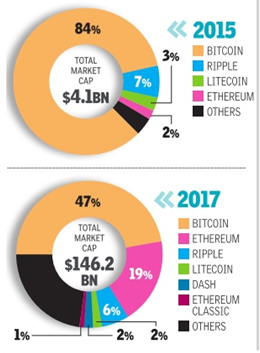 84%
TOTAL
MARKET
CAP
$4.1BN
7%
3%
2%
2015
BITCOIN
RIPPLE
LITECOIN
ETHEREUM
OTHERS
47%
TOTAL
MARKET
CAP
$146.2
BN
19%
6%
2%
2%
1%
2017
BITCOIN
ETHEREUM
RIPPLE
LITECOIN
DASH
ETHEREUM
CLASSIC
OTHERS